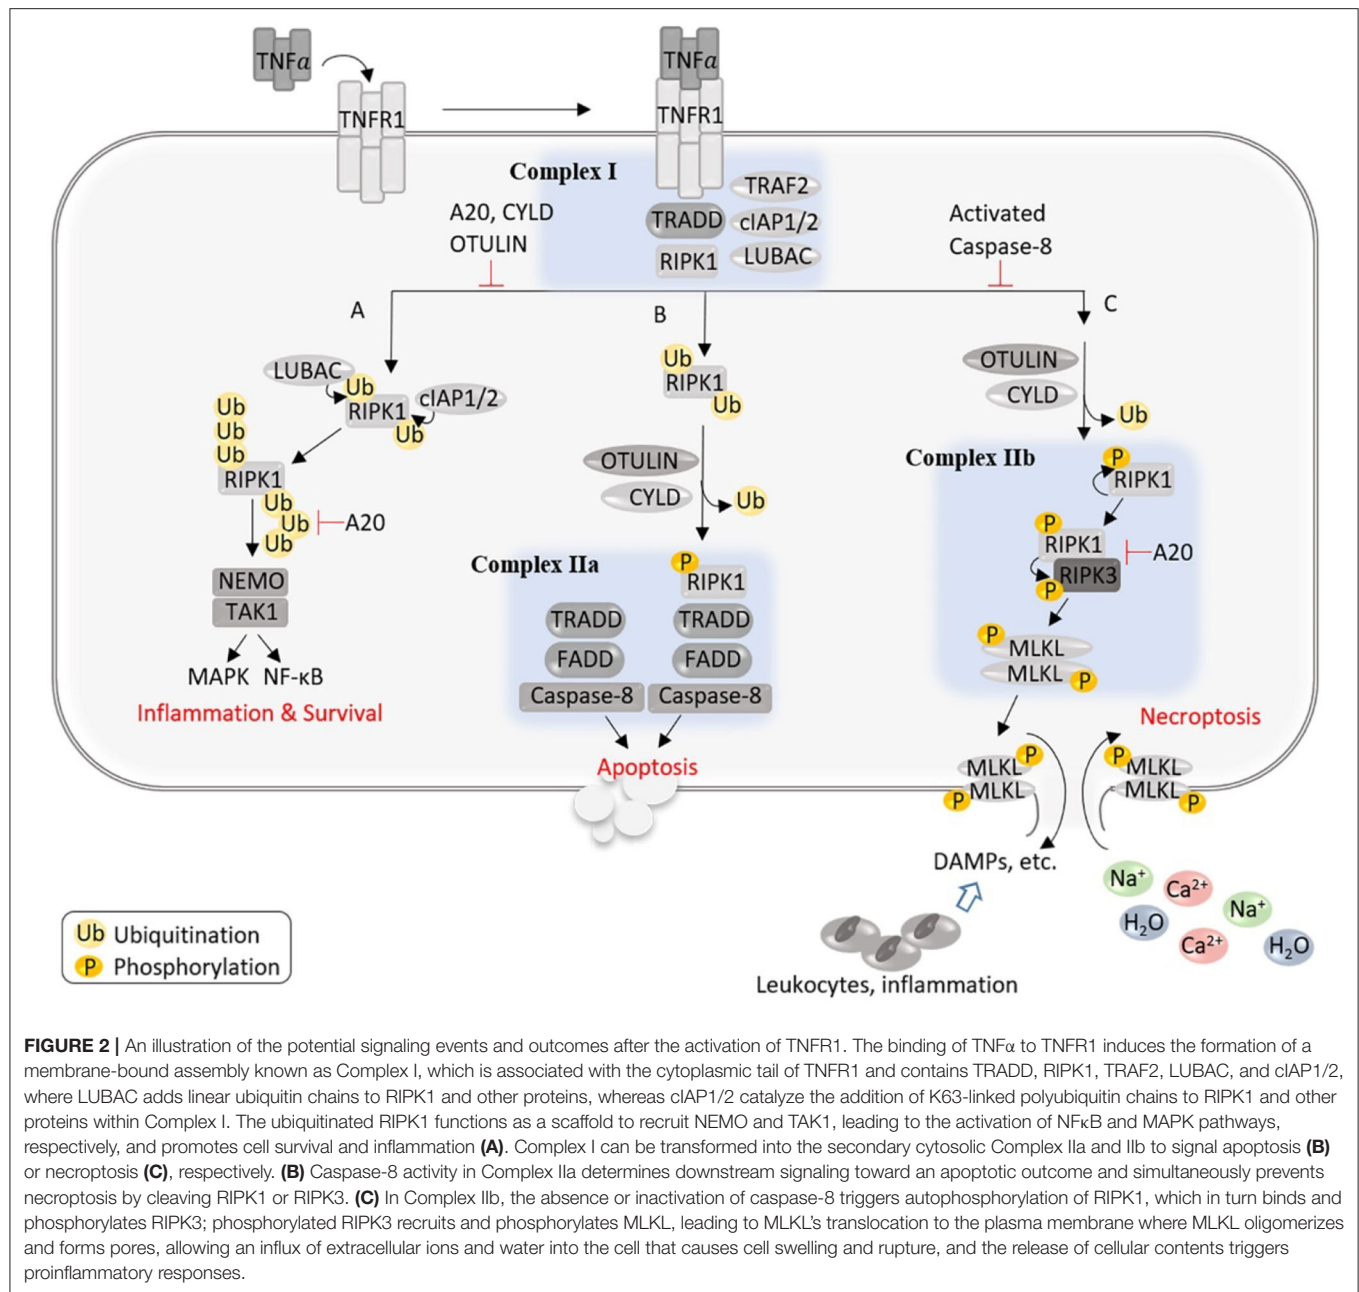 TNFα
TNFR1
TNFα
TNFR1
Complex I
TRADD
RIPK1
TRAF2
cIAP1/2
LUBAC
A20, CYLD
OTULIN
Activated
Caspase-8
A
B
C
LUBAC
Ub
RIPK1
cIAP1/2
Ub
Ub
Ub
Ub
RIPK1
Ub
Ub
Ub
A20
NEMO
TAK1
MAPK NF-κB
Inflammation & Survival
Ub
RIPK1
Ub
OTULIN
CYLD
Ub
Complex IIa
P
RIPK1
TRADD
TRADD
FADD
FADD
Caspase-8
Caspase-8
Apoptosis
OTULIN
CYLD
Ub
Complex IIb
P
RIPK1
P
RIPK1
RIPK3
P
A20
P
MLKL
MLKL
P
Necroptosis
MLKL
P
P
MLKL
P
MLKL
MLKL
P
DAMPs, etc.
Na⁺
Ca²⁺
Na⁺
H₂O
Ca²⁺
H₂O
Leukocytes, inflammation
Ub Ubiquitination
P Phosphorylation
FIGURE 2 | An illustration of the potential signaling events and outcomes after the activation of TNFR1. The binding of TNFα to TNFR1 induces the formation of a
membrane-bound assembly known as Complex I, which is associated with the cytoplasmic tail of TNFR1 and contains TRADD, RIPK1, TRAF2, LUBAC, and cIAP1/2,
where LUBAC adds linear ubiquitin chains to RIPK1 and other proteins, whereas cIAP1/2 catalyze the addition of K63-linked polyubiquitin chains to RIPK1 and other
proteins within Complex I. The ubiquitinated RIPK1 functions as a scaffold to recruit NEMO and TAK1, leading to the activation of NFκB and MAPK pathways,
respectively, and promotes cell survival and inflammation (A). Complex I can be transformed into the secondary cytosolic Complex IIa and IIb to signal apoptosis (B)
or necroptosis (C), respectively. (B) Caspase-8 activity in Complex IIa determines downstream signaling toward an apoptotic outcome and simultaneously prevents
necroptosis by cleaving RIPK1 or RIPK3. (C) In Complex IIb, the absence or inactivation of caspase-8 triggers autophosphorylation of RIPK1, which in turn binds and
phosphorylates RIPK3; phosphorylated RIPK3 recruits and phosphorylates MLKL, leading to MLKL's translocation to the plasma membrane where MLKL oligomerizes
and forms pores, allowing an influx of extracellular ions and water into the cell that causes cell swelling and rupture, and the release of cellular contents triggers
proinflammatory responses.